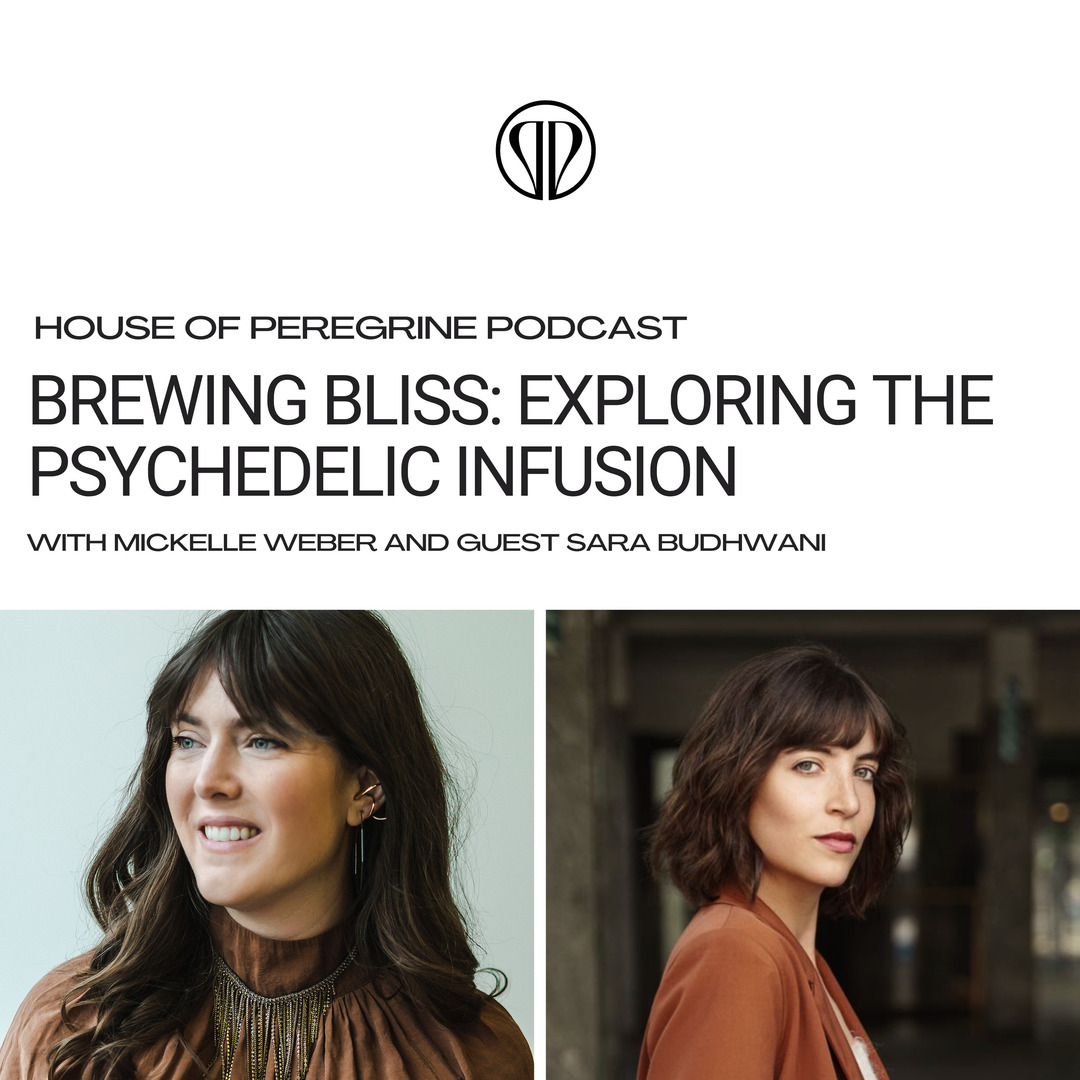 HOUSE OF PEREGRINE PODCAST
BREWING BLISS: EXPLORING THE
PSYCHEDELIC INFUSION
WITH MICKELLE WEBER AND GUEST SARA BUDHWANI